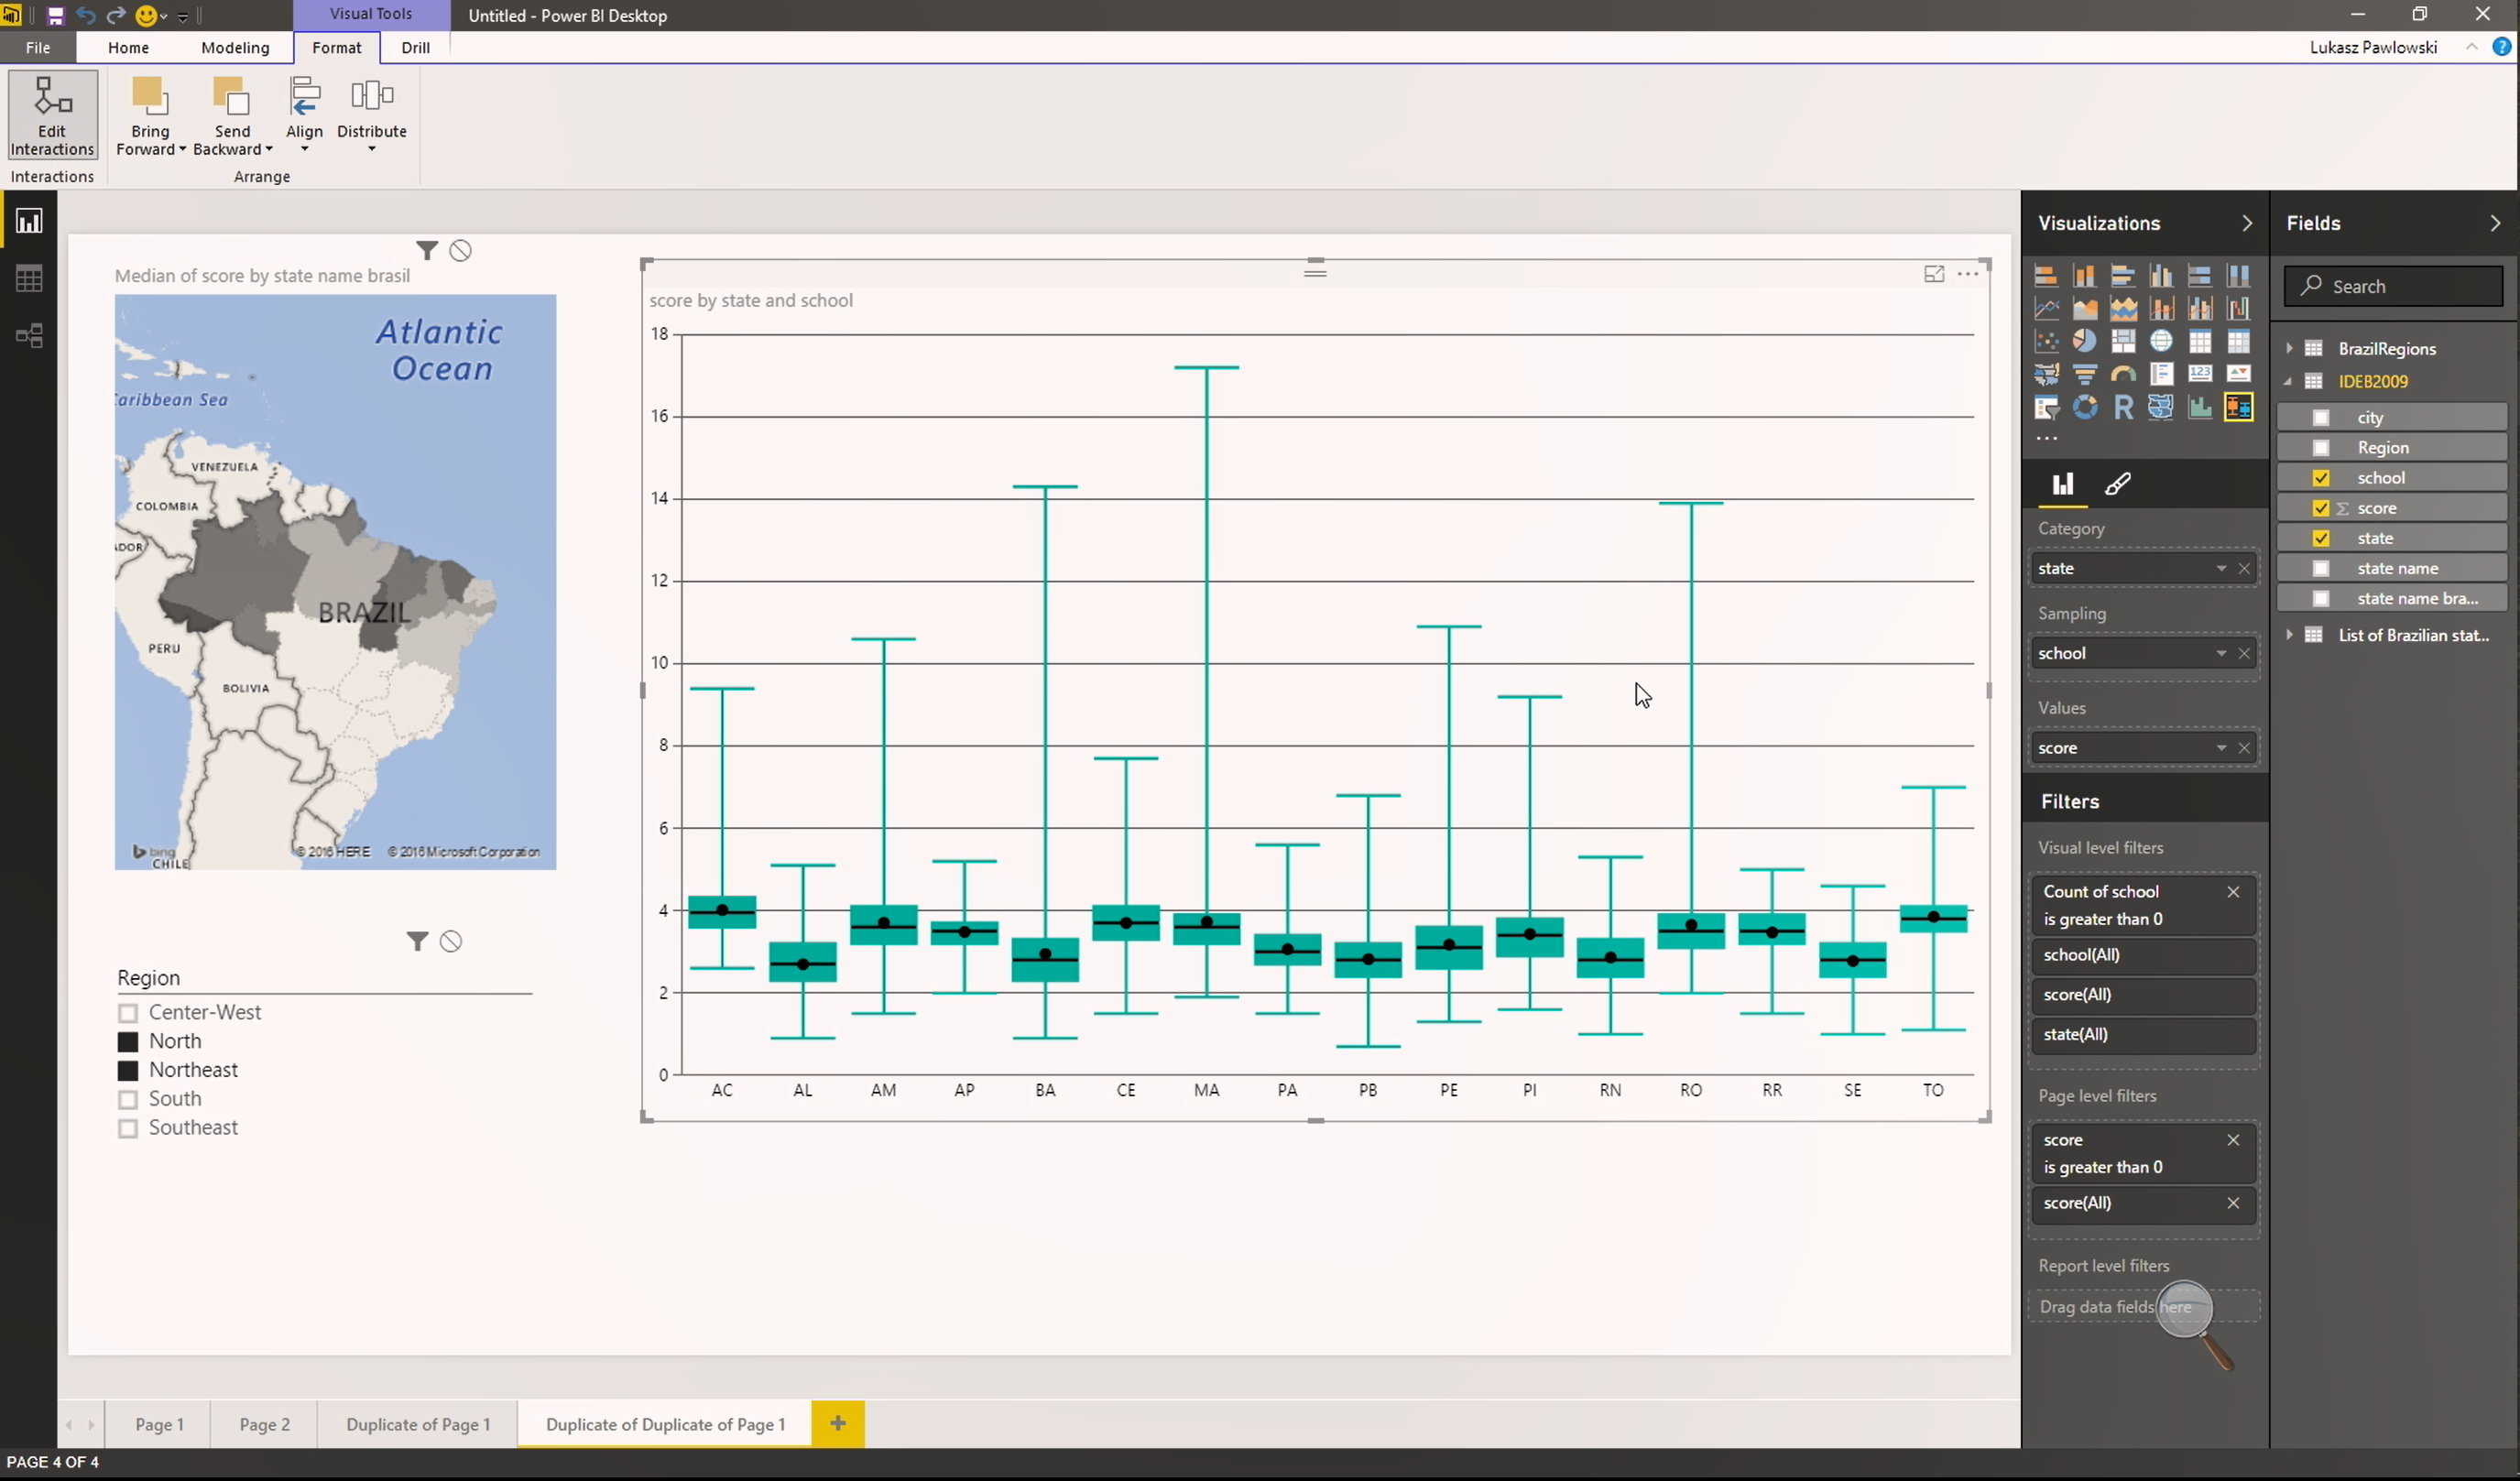 Visual Tools
Untitled - Power BI Desktop
File
Home
Modeling
Format
Drill
Lukasz Pawlowski
?
Edit
Interactions
Bring
Forward
Send
Backward
Align
Distribute
Interactions
Arrange
Median of score by state name brasil
Atlantic
Ocean
Caribbean Sea
VENEZUELA
COLOMBIA
ADOR
BRAZIL
PERU
BOLIVIA
bing
CHILE
© 2016 HERE
© 2016 Microsoft Corporation
Region
Center-West
North
Northeast
South
Southeast
score by state and school
18
16
14
12
10
8
6
4
2
0
AC
AL
AM
AP
BA
CE
MA
PA
PB
PE
PI
RN
RO
RR
SE
TO
Visualizations
R
123
...
Category
state
Sampling
school
Values
score
Filters
Visual level filters
Count of school
is greater than 0
school(All)
score(All)
state(All)
Page level filters
score
is greater than 0
score(All)
Report level filters
Drag data fields here
Fields
Search
BrazilRegions
IDEB2009
city
Region
school
Σ score
state
state name
state name bra...
List of Brazilian stat...
Page 1
Page 2
Duplicate of Page 1
Duplicate of Duplicate of Page 1
+
PAGE 4 OF 4